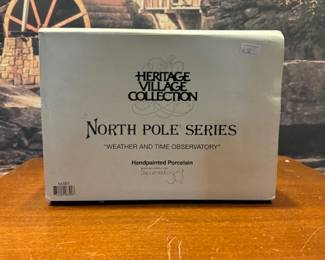 HERITAGE
VILLAGE
COLLECTION
NORTH POLE SERIES
"WEATHER AND TIME OBSERVATORY"
Handpainted Porcelain